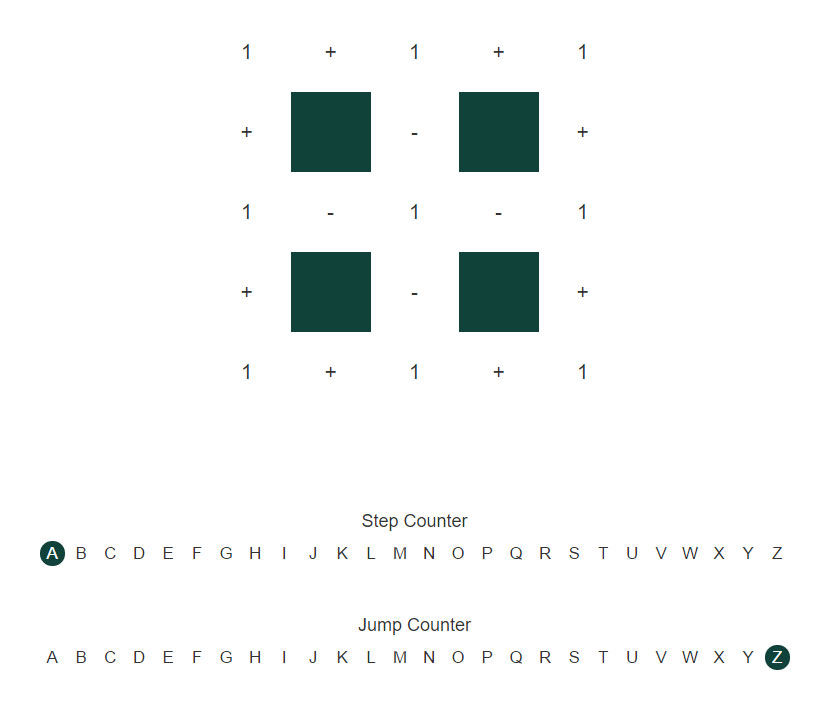 1 + 1 + 1
+ - +
1 - 1 - 1
+ - +
1 + 1 + 1
Step Counter
A B C D E F G H I J K L M N O P Q R S T U V W X Y Z
Jump Counter
A B C D E F G H I J K L M N O P Q R S T U V W X Y Z